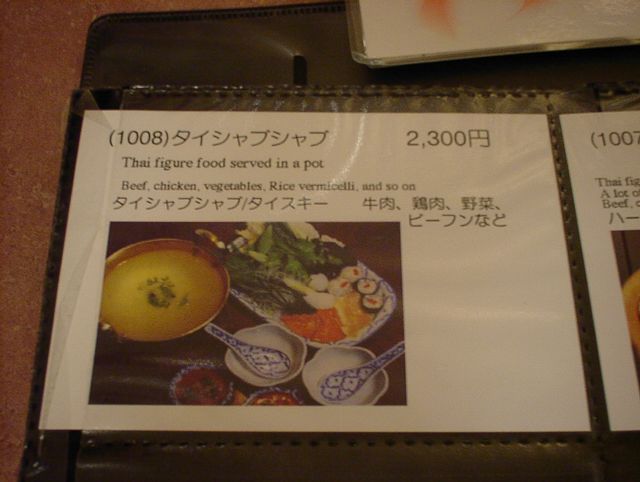 (1008)タイシャブシャブ 2,300円
Thai figure food served in a pot
Beef, chicken, vegetables, Rice vermicelli, and so on
タイシャブシャブ/タイスキー 牛肉、鶏肉、野菜、
ビーフンなど
(1007
Thai fig
A lot of
Beef, c
ハー